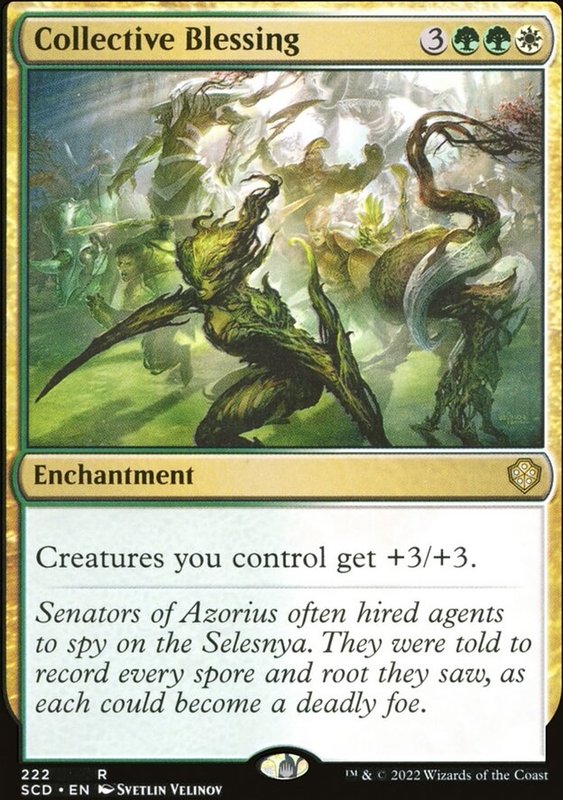 Collective Blessing 3
Enchantment
Creatures you control get +3/+3.
Senators of Azorius often hired agents
to spy on the Selesnya. They were told to
record every spore and root they saw, as
each could become a deadly foe.
222 R
SCD • EN Svetlin Velinov
™ & © 2022 Wizards of the Coast